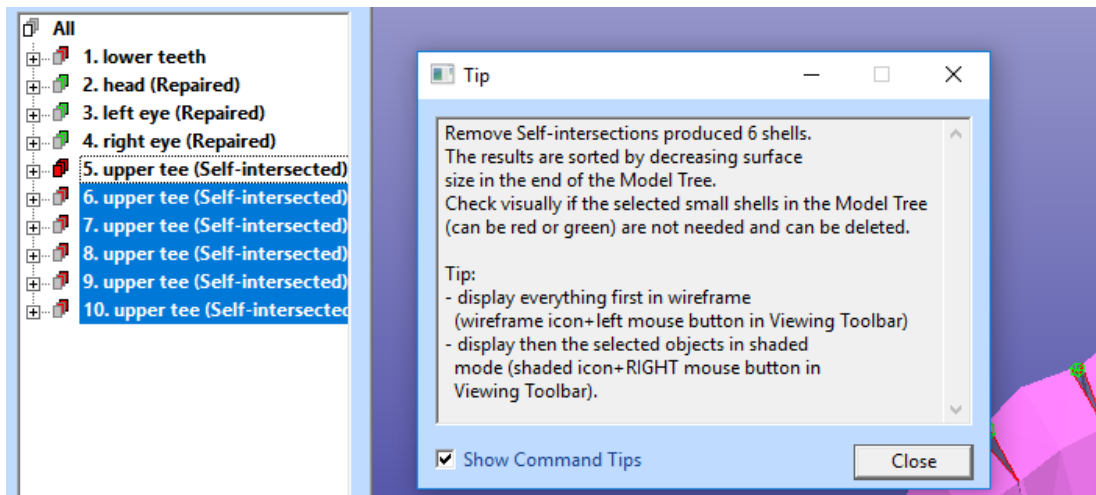 All
1. lower teeth
2. head (Repaired)
3. left eye (Repaired)
4. right eye (Repaired)
5. upper tee (Self-intersected)
6. upper tee (Self-intersected)
7. upper tee (Self-intersected)
8. upper tee (Self-intersected)
9. upper tee (Self-intersected)
10. upper tee (Self-intersectec
Tip
Remove Self-intersections produced 6 shells.
The results are sorted by decreasing surface
size in the end of the Model Tree.
Check visually if the selected small shells in the Model Tree
(can be red or green) are not needed and can be deleted.
Tip:
- display everything first in wireframe
(wireframe icon+left mouse button in Viewing Toolbar)
- display then the selected objects in shaded
mode (shaded icon+RIGHT mouse button in
Viewing Toolbar).
Show Command Tips
Close